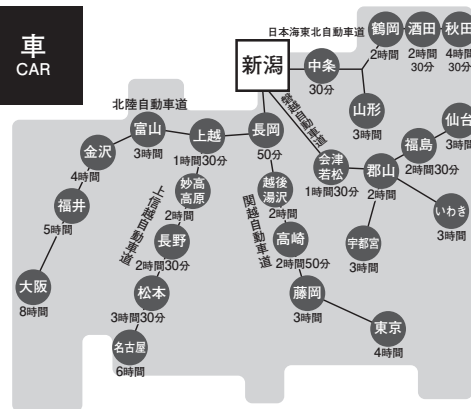 車
CAR
日本海東北自動車道
新潟
中条
30分
鶴岡
2時間
酒田
2時間
30分
秋田
4時間
30分
山形
3時間
磐越自動車道
会津
若松
1時間30分
郡山
2時間
福島
2時間30分
仙台
3時間
いわき
3時間
宇都宮
3時間
北陸自動車道
長岡
50分
上越
1時間30分
富山
3時間
金沢
4時間
福井
5時間
大阪
8時間
上信越自動車道
妙高
高原
2時間
長野
2時間30分
松本
3時間30分
名古屋
6時間
関越自動車道
越後
湯沢
2時間
高崎
2時間50分
藤岡
3時間
東京
4時間